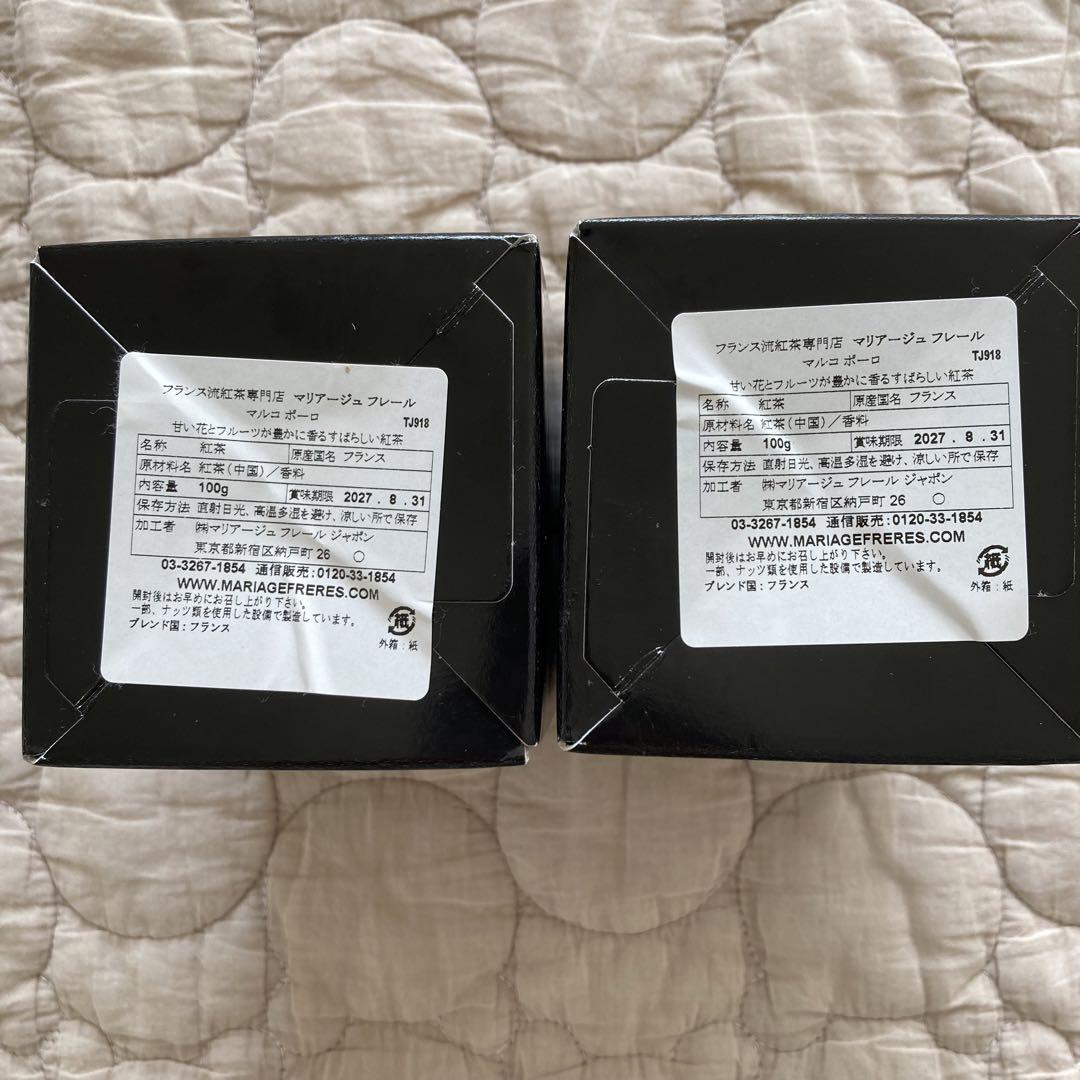 フランス流紅茶専門店 マリアージュ フレール
マルコ ポーロ
TJ918
甘い花とフルーツが豊かに香るすばらしい紅茶
名称 紅茶 原産国名 フランス
原材料名 紅茶(中国)/香料
内容量 100g 賞味期限 2027 . 8 . 31
保存方法 直射日光、高温多湿を避け、涼しい所で保存
加工者 ㈱マリアージュ フレール ジャポン
東京都新宿区納戸町 26 ○
03-3267-1854 通信販売:0120-33-1854
WWW.MARIAGEFRERES.COM
開封後はお早めにお召し上がり下さい。
一部、ナッツ類を使用した設備で製造しています。
ブレンド国:フランス
紙
外箱:紙
フランス流紅茶専門店 マリアージュ フレール
マルコ ポーロ
TJ918
甘い花とフルーツが豊かに香るすばらしい紅茶
名称 紅茶 原産国名 フランス
原材料名 紅茶(中国)/香料
内容量 100g 賞味期限 2027 . 8 . 31
保存方法 直射日光、高温多湿を避け、涼しい所で保存
加工者 ㈱マリアージュ フレール ジャポン
東京都新宿区納戸町 26 ○
03-3267-1854 通信販売:0120-33-1854
WWW.MARIAGEFRERES.COM
開封後はお早めにお召し上がり下さい。
一部、ナッツ類を使用した設備で製造しています。
ブレンド国:フランス
紙
外箱:紙